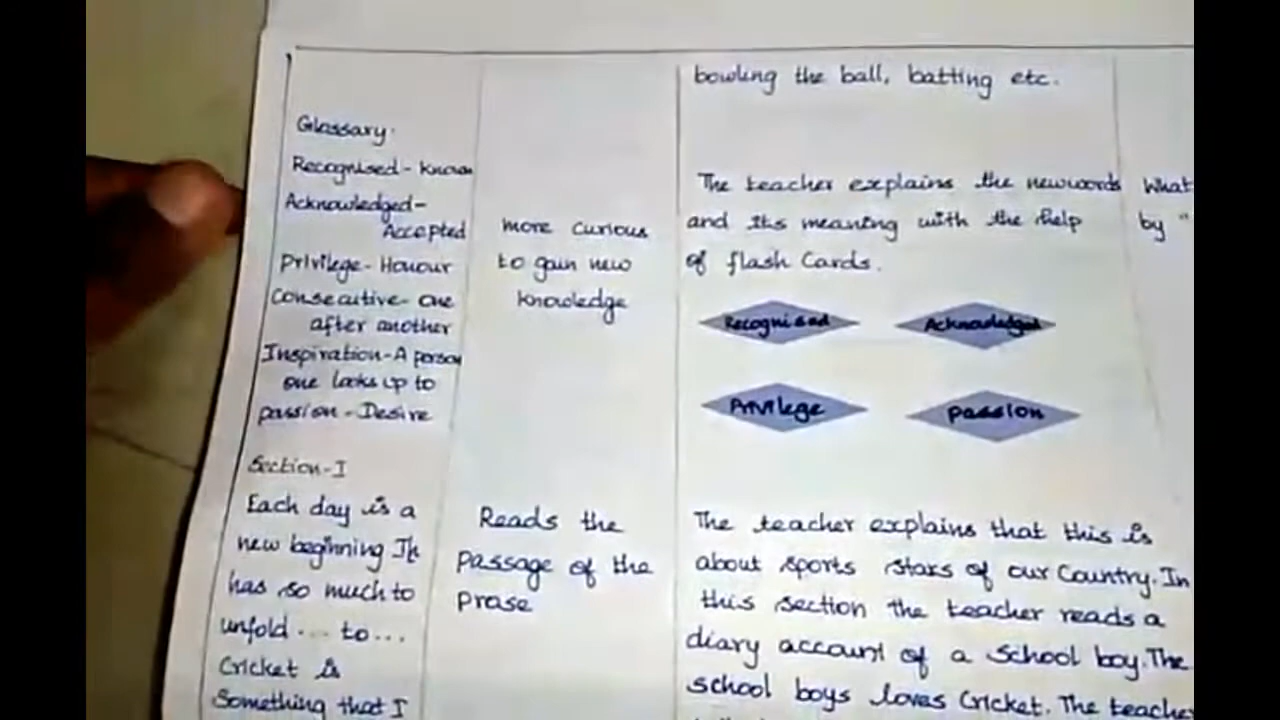 Glossary.
Recognised - known
Acknowledged -
Accepted
Privilege - Honour
Consecutive - one
after another
Inspiration - A person
one looks up to
passion - Desire
Section - I
Each day is a
new beginning It
has so much to
unfold ... to ...
Cricket is
Something that I
more curious
to gain new
knowledge
Reads the
passage of the
prose
bowling the ball, batting etc.
The teacher explains the newwords
and its meaning with the help
of flash Cards.
Recognised
Acknowledged
Privilege
passion
The teacher explains that this is
about sports stars of our Country. In
this section the teacher reads a
diary account of a School boy. The
school boys loves Cricket. The teacher
What
by "